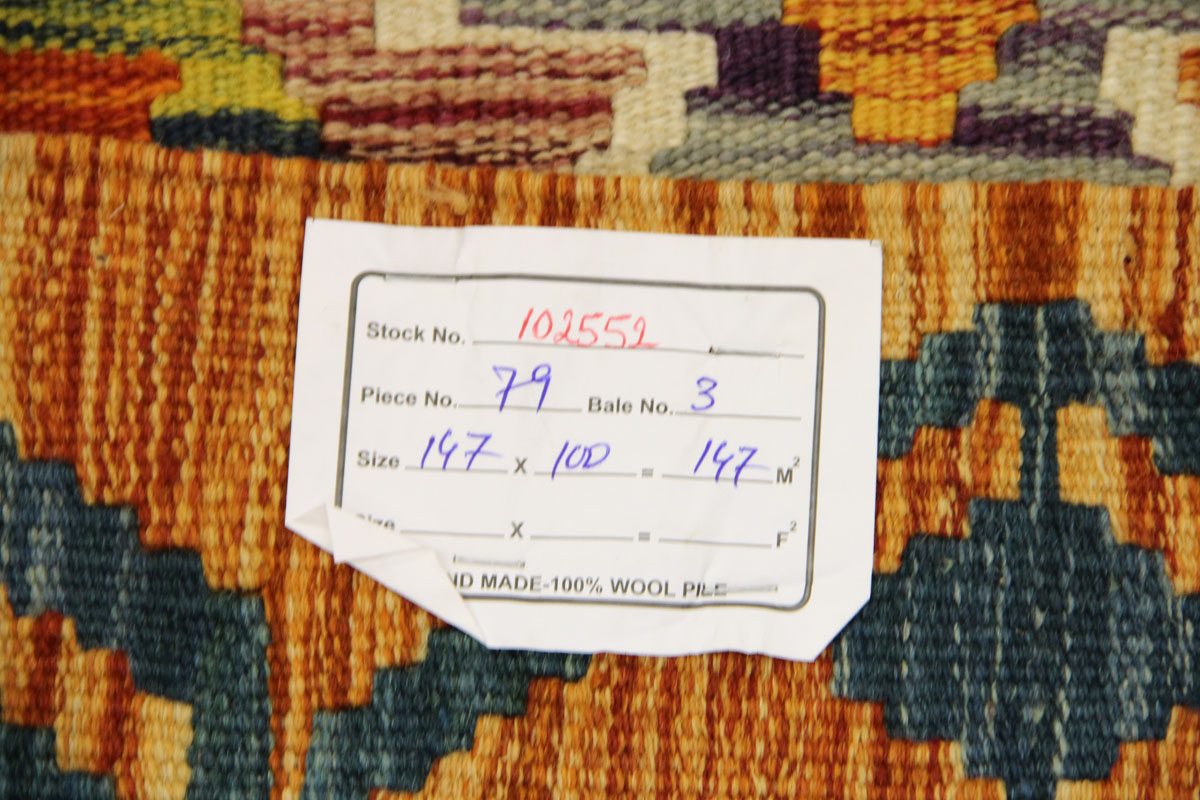 Stock No. 102552
Piece No. 79 Bale No. 3
Size 147 X 100 = 147 M²
X = F²
MADE-100% WOOL PILE